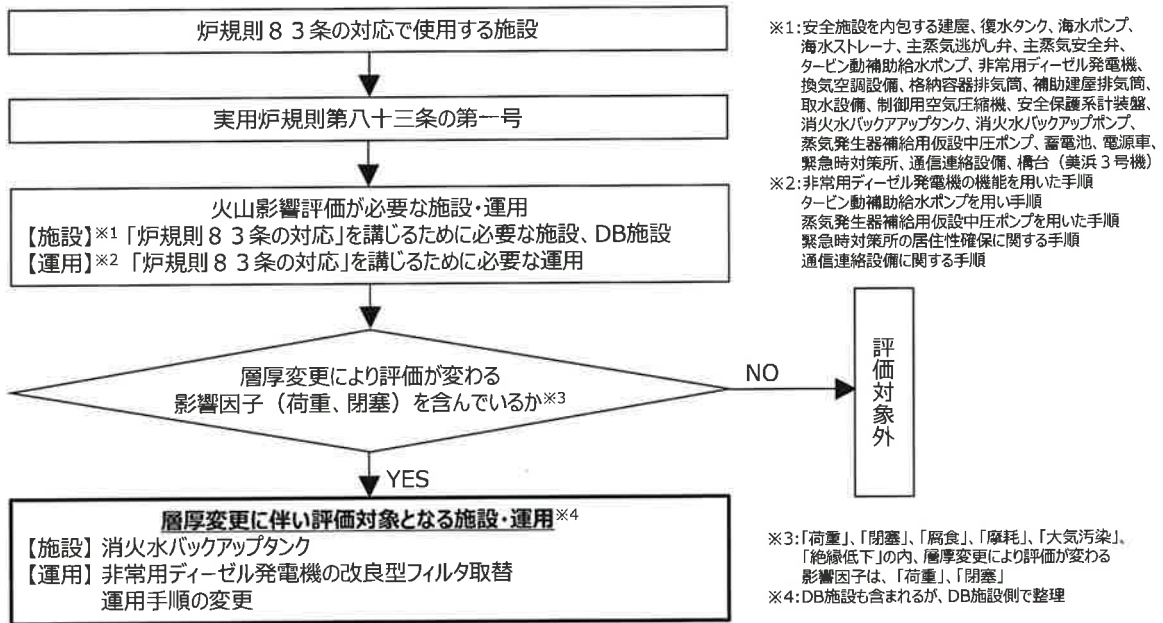 炉規則８３条の対応で使用する施設
実用炉規則第八十三条の第一号
火山影響評価が必要な施設・運用
【施設】※1「炉規則８３条の対応」を講じるために必要な施設、DB施設
【運用】※2「炉規則８３条の対応」を講じるために必要な運用
層厚変更により評価が変わる
影響因子（荷重、閉塞）を含んでいるか※3
NO
評価対象外
YES
層厚変更に伴い評価対象となる施設・運用※4
【施設】消火水バックアップタンク
【運用】非常用ディーゼル発電機の改良型フィルタ取替
運用手順の変更
※1:安全施設を内包する建屋、復水タンク、海水ポンプ、
海水ストレーナ、主蒸気逃がし弁、主蒸気安全弁、
タービン動補助給水ポンプ、非常用ディーゼル発電機、
換気空調設備、格納容器排気筒、補助建屋排気筒、
取水設備、制御用空気圧縮機、安全保護系計装盤、
消火水バックアアップタンク、消火水バックアップポンプ、
蒸気発生器補給用仮設中圧ポンプ、蓄電池、電源車、
緊急時対策所、通信連絡設備、構台（美浜３号機）
※2:非常用ディーゼル発電機の機能を用いた手順
タービン動補助給水ポンプを用い手順
蒸気発生器補給用仮設中圧ポンプを用いた手順
緊急時対策所の居住性確保に関する手順
通信連絡設備に関する手順
※3:「荷重」、「閉塞」、「腐食」、「摩耗」、「大気汚染」、
「絶縁低下」の内、層厚変更により評価が変わる
影響因子は、「荷重」、「閉塞」
※4:DB施設も含まれるが、DB施設側で整理